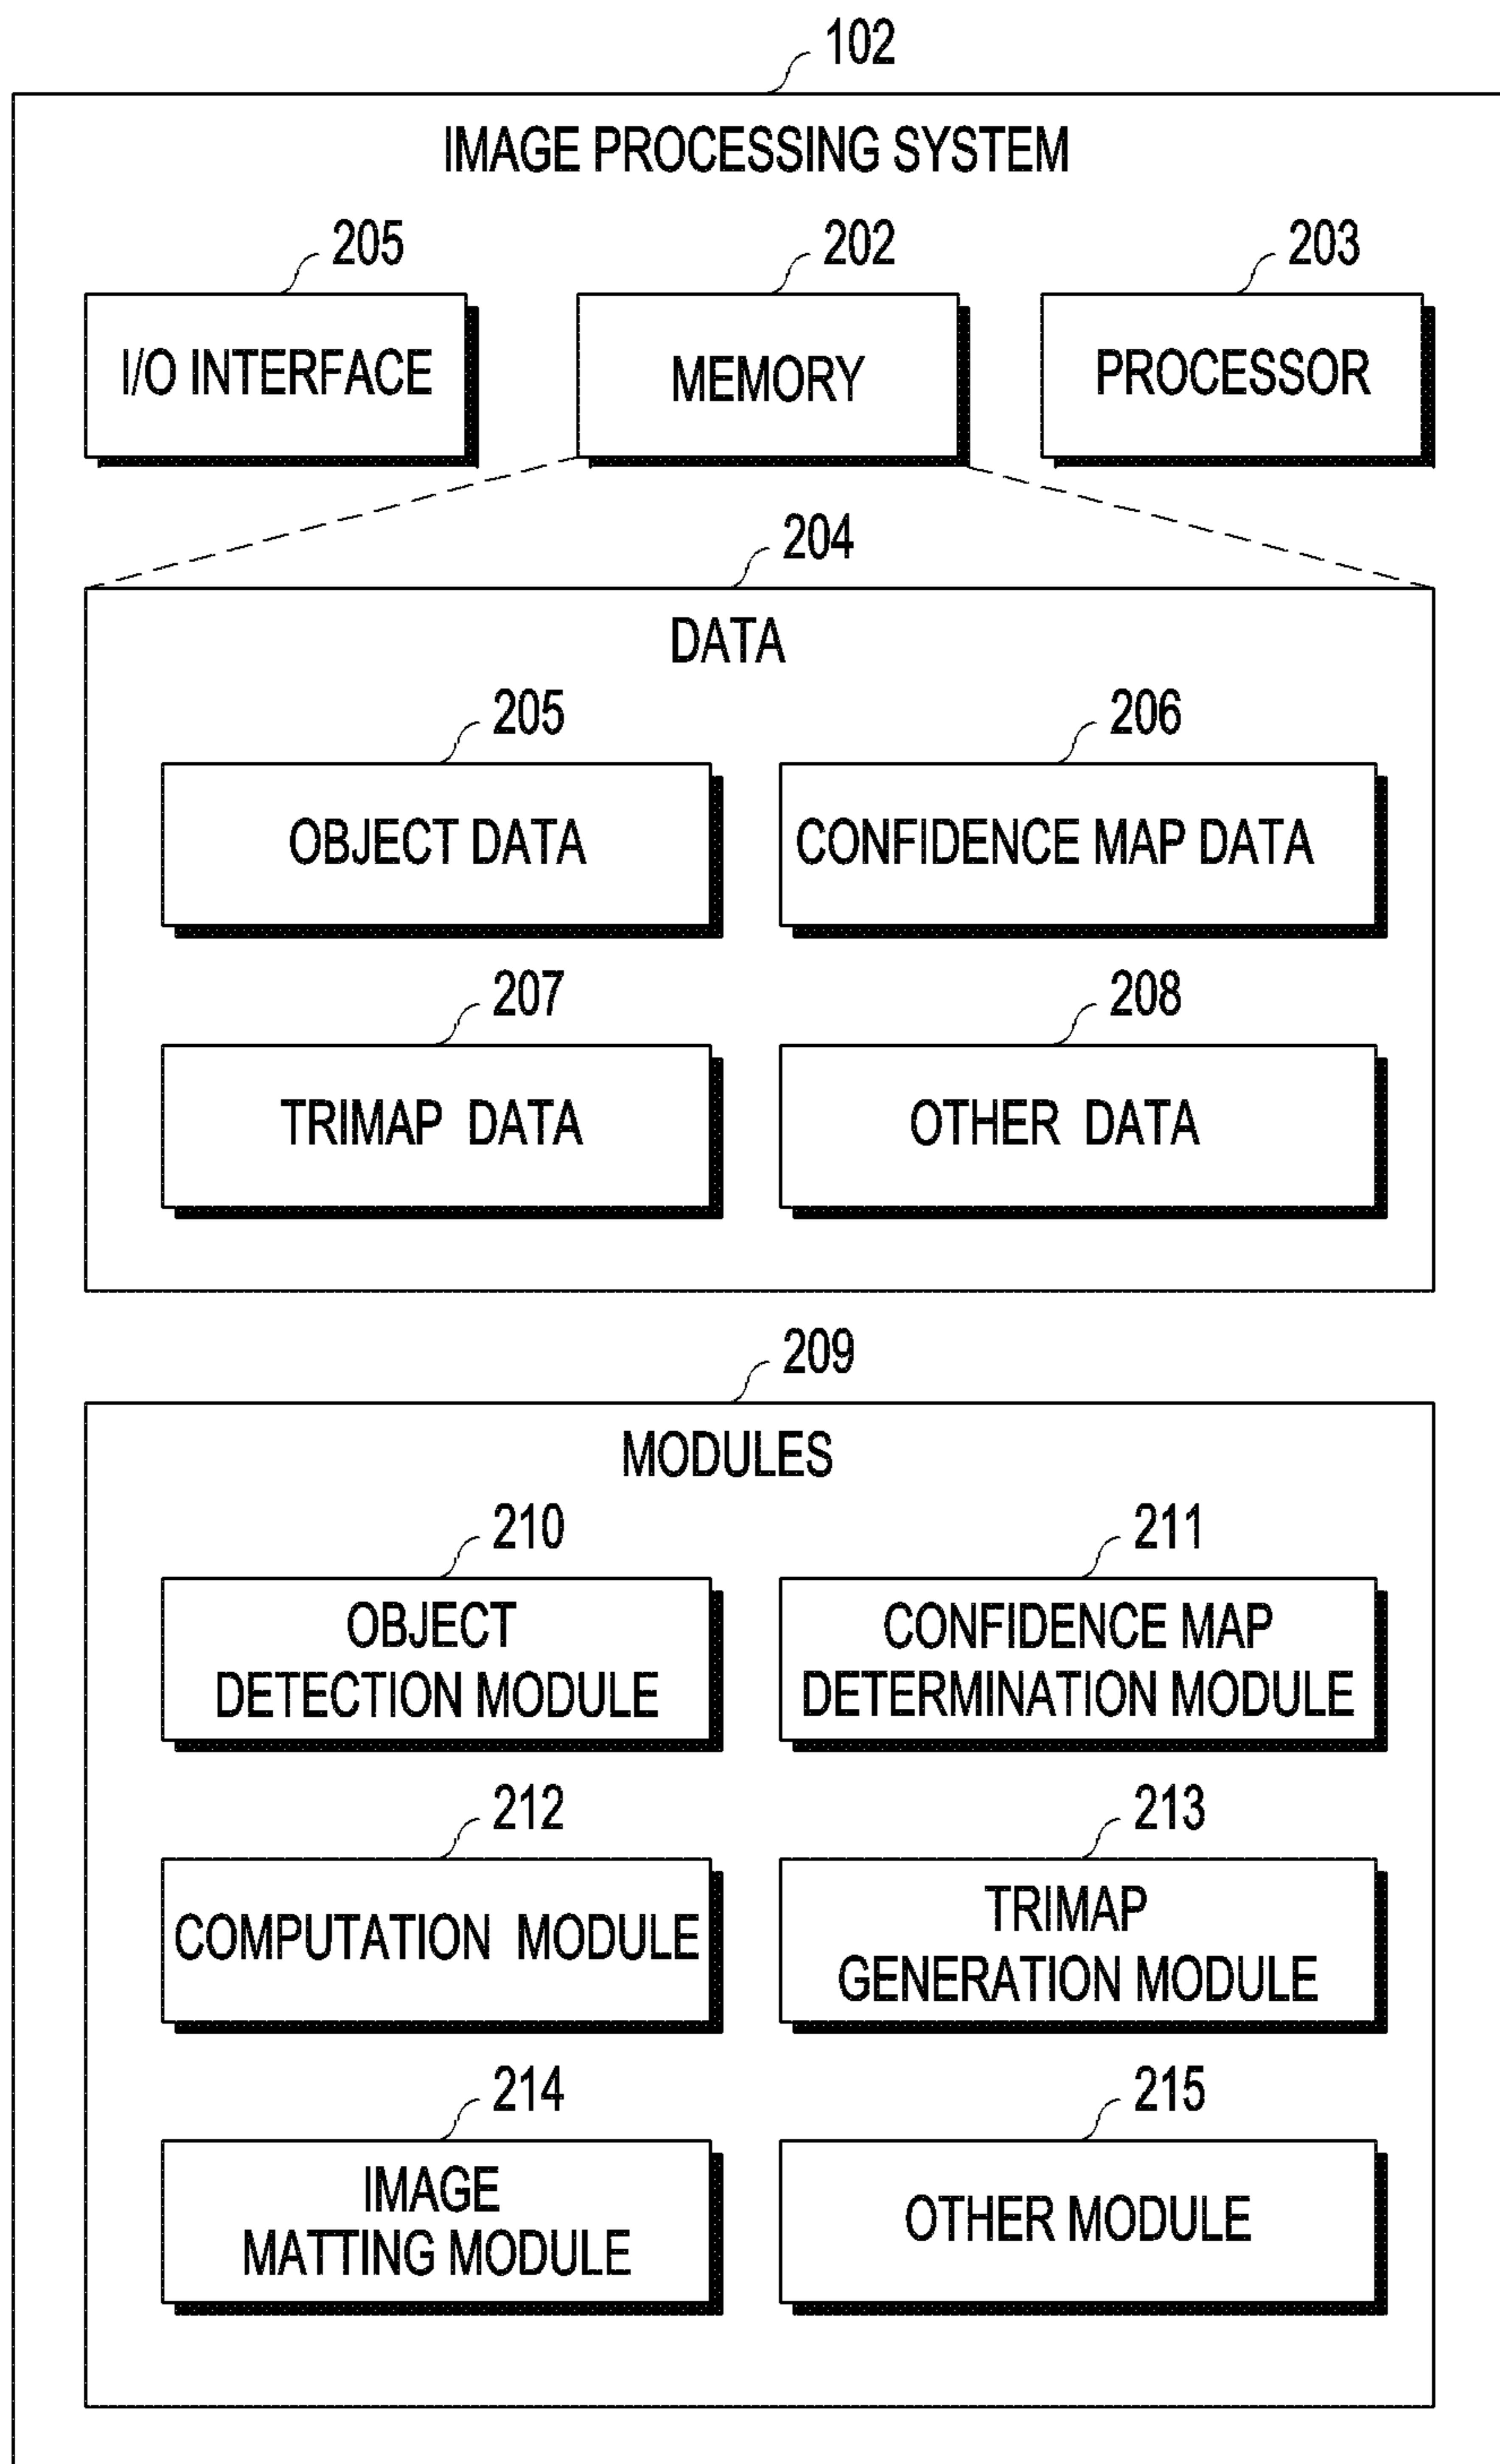 102
IMAGE PROCESSING SYSTEM
205
202
203
I/O INTERFACE
MEMORY
PROCESSOR
204
DATA
205
206
OBJECT DATA
CONFIDENCE MAP DATA
207
208
TRIMAP DATA
OTHER DATA
209
MODULES
210
211
OBJECT
DETECTION MODULE
CONFIDENCE MAP
DETERMINATION MODULE
212
213
COMPUTATION MODULE
TRIMAP
GENERATION MODULE
214
215
IMAGE
MATTING MODULE
OTHER MODULE